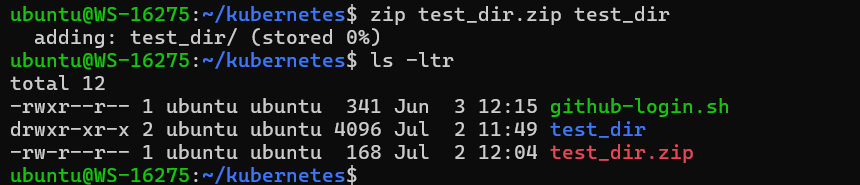 ubuntu@WS-16275:~/kubernetes$ zip test_dir.zip test_dir
  adding: test_dir/ (stored 0%)
ubuntu@WS-16275:~/kubernetes$ ls -ltr
total 12
-rwxr--r-- 1 ubuntu ubuntu  341 Jun  3 12:15 github-login.sh
drwxr-xr-x 2 ubuntu ubuntu 4096 Jul  2 11:49 test_dir
-rw-r--r-- 1 ubuntu ubuntu  168 Jul  2 12:04 test_dir.zip
ubuntu@WS-16275:~/kubernetes$